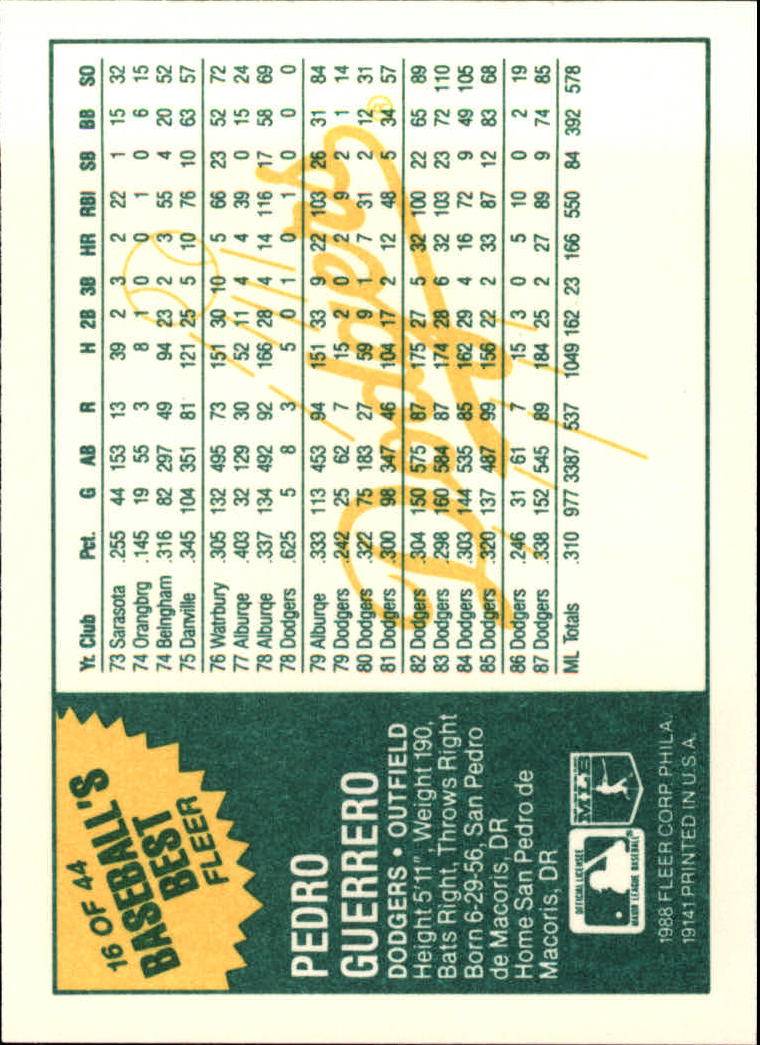 16 OF 44
BASEBALL'S
BEST
FLEER
PEDRO
GUERRERO
DODGERS • OUTFIELD
Height 5'11", Weight 190,
Bats Right, Throws Right
Born 6-29-56, San Pedro
de Macoris, DR
Home San Pedro de
Macoris, DR
OFFICIAL LICENSEE
MAJOR LEAGUE BASEBALL
MLB
1988 FLEER CORP. PHILA.
19141 PRINTED IN U.S.A.
Yr. Club Pct. G AB R H 2B 3B HR RBI SB BB SO
73 Sarasota .255 44 153 13 39 2 3 2 22 1 15 32
74 Orangbrg .145 19 55 3 8 1 0 0 1 0 6 15
74 Belngham .316 82 297 49 94 23 2 3 55 4 20 52
75 Danville .345 104 351 81 121 25 5 10 76 10 63 57
76 Watrbury .305 132 495 73 151 30 10 5 66 23 52 72
77 Alburqe .403 32 129 30 52 11 4 4 39 0 15 24
78 Alburqe .337 134 492 92 166 28 4 14 116 17 58 69
78 Dodgers .625 5 8 3 5 0 1 0 1 0 0 0
79 Alburqe .333 113 453 94 151 33 9 22 103 26 31 84
79 Dodgers .242 25 62 7 15 2 0 2 9 2 1 14
80 Dodgers .322 75 183 27 59 9 1 7 31 2 12 31
81 Dodgers .300 98 347 46 104 17 2 12 48 5 34 57
82 Dodgers .304 150 575 87 175 27 5 32 100 22 65 89
83 Dodgers .298 160 584 87 174 28 6 32 103 23 72 110
84 Dodgers .303 144 535 85 162 29 4 16 72 9 49 105
85 Dodgers .320 137 487 99 156 22 2 33 87 12 83 68
86 Dodgers .246 31 61 7 15 3 0 5 10 0 2 19
87 Dodgers .338 152 545 89 184 25 2 27 89 9 74 85
ML Totals .310 977 3387 537 1049 162 23 166 550 84 392 578
Dodgers ®